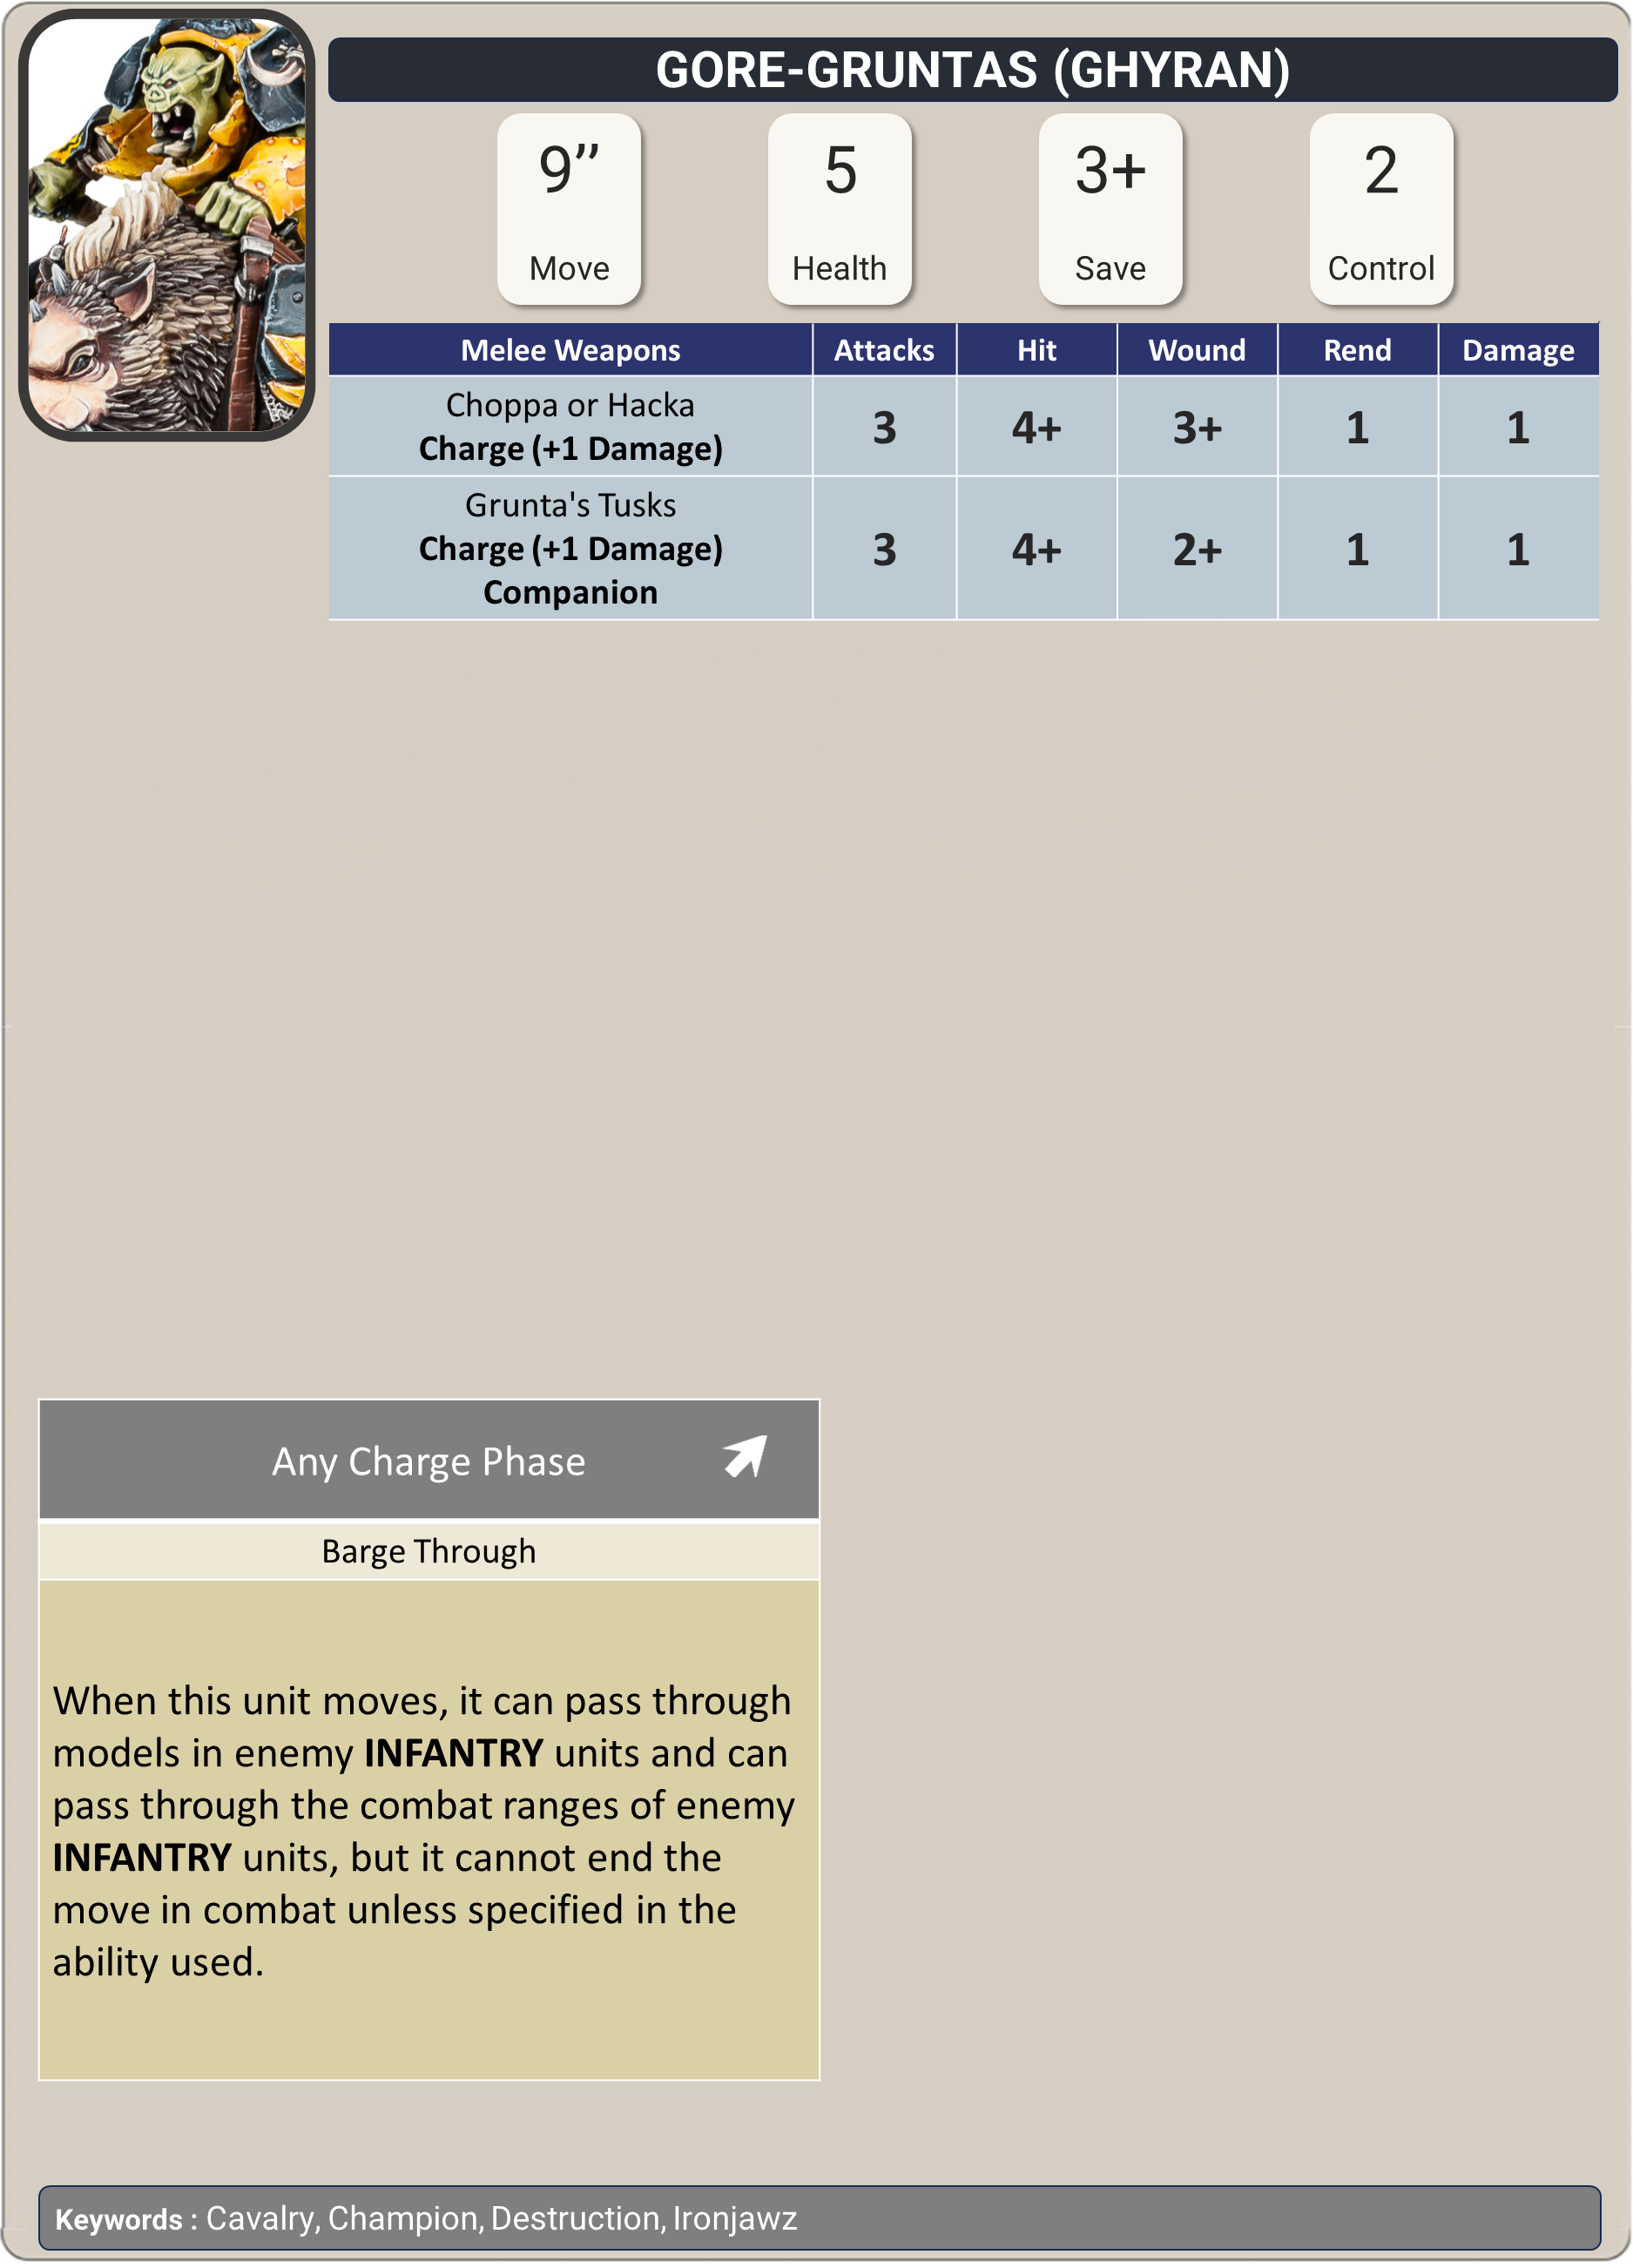 GORE-GRUNTAS (GHYRAN)
9’’
Move
5
Health
3+
Save
2
Control
Melee Weapons Attacks Hit Wound Rend Damage
Choppa or Hacka
Charge (+1 Damage)
3 4+ 3+ 1 1
Grunta's Tusks
Charge (+1 Damage)
Companion
3 4+ 2+ 1 1
Any Charge Phase
Barge Through
When this unit moves, it can pass through
models in enemy INFANTRY units and can
pass through the combat ranges of enemy
INFANTRY units, but it cannot end the
move in combat unless specified in the
ability used.
Keywords : Cavalry, Champion, Destruction, Ironjawz